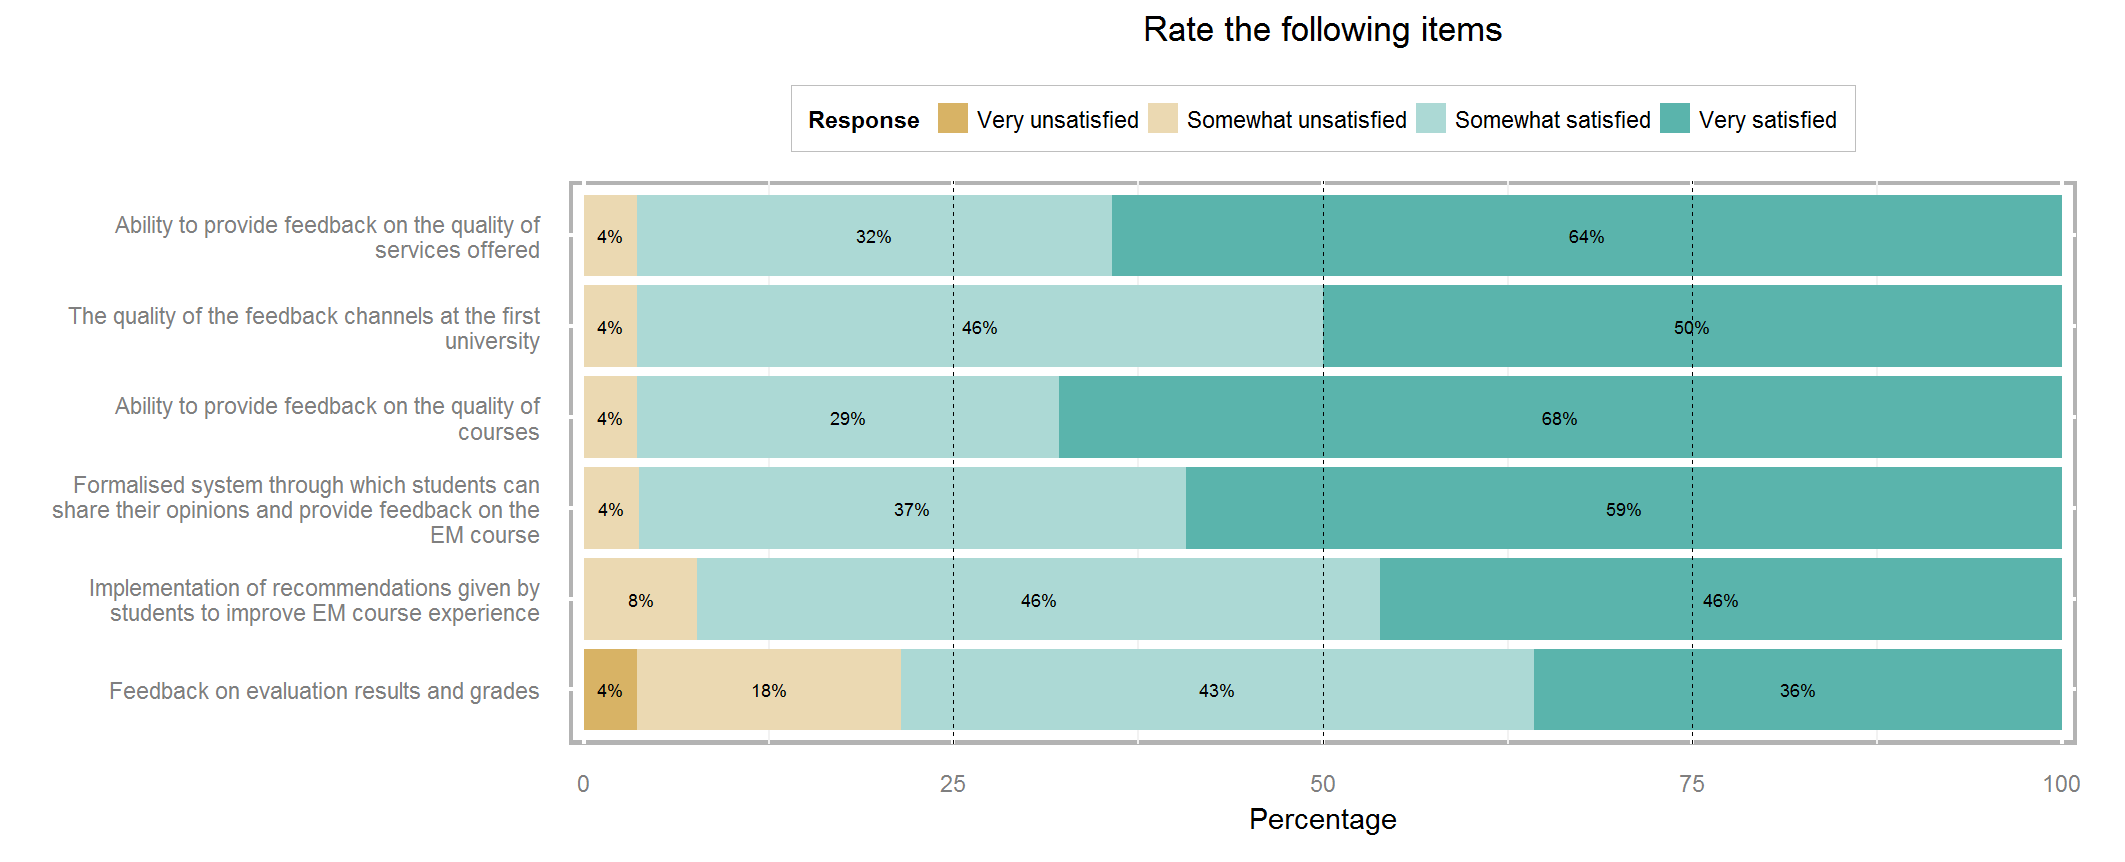 Rate the following items
Response Very unsatisfied Somewhat unsatisfied Somewhat satisfied Very satisfied
Ability to provide feedback on the quality of
services offered
4% 32% 64%
The quality of the feedback channels at the first
university
4% 46% 50%
Ability to provide feedback on the quality of
courses
4% 29% 68%
Formalised system through which students can
share their opinions and provide feedback on the
EM course
4% 37% 59%
Implementation of recommendations given by
students to improve EM course experience
8% 46% 46%
Feedback on evaluation results and grades
4% 18% 43% 36%
0 25 50 75 100
Percentage